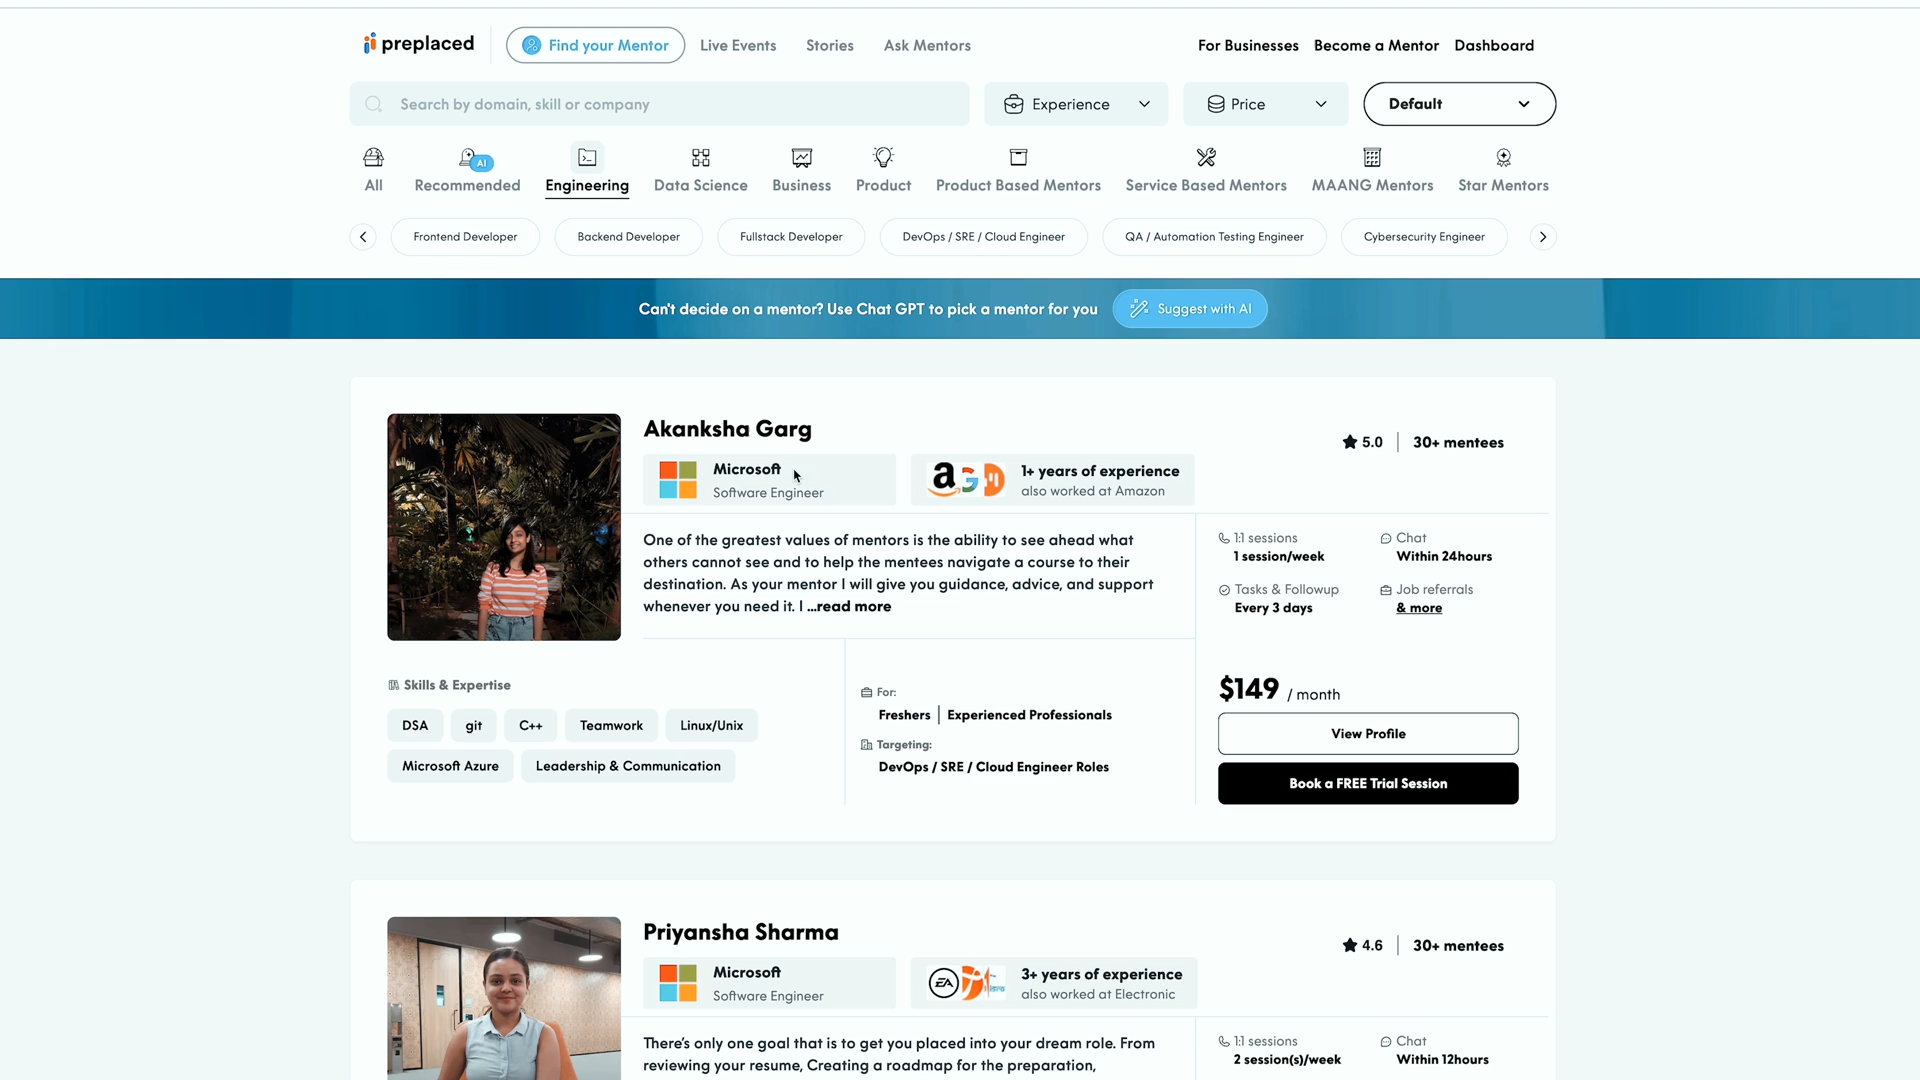 preplaced
Find your Mentor
Live Events
Stories
Ask Mentors
For Businesses
Become a Mentor
Dashboard
Search by domain, skill or company
Experience
Price
Default
AI
All
Recommended
Engineering
Data Science
Business
Product
Product Based Mentors
Service Based Mentors
MAANG Mentors
Star Mentors
Frontend Developer
Backend Developer
Fullstack Developer
DevOps / SRE / Cloud Engineer
QA / Automation Testing Engineer
Cybersecurity Engineer
Can't decide on a mentor? Use Chat GPT to pick a mentor for you
Suggest with AI
Akanksha Garg
5.0
30+ mentees
Microsoft
Software Engineer
1+ years of experience
also worked at Amazon
One of the greatest values of mentors is the ability to see ahead what
others cannot see and to help the mentees navigate a course to their
destination. As your mentor I will give you guidance, advice, and support
whenever you need it. I ...read more
1:1 sessions
1 session/week
Chat
Within 24hours
Tasks & Followup
Every 3 days
Job referrals
& more
Skills & Expertise
DSA
git
C++
Teamwork
Linux/Unix
Microsoft Azure
Leadership & Communication
For:
Freshers | Experienced Professionals
Targeting:
DevOps / SRE / Cloud Engineer Roles
$149 / month
View Profile
Book a FREE Trial Session
Priyansha Sharma
4.6
30+ mentees
Microsoft
Software Engineer
EA
3+ years of experience
also worked at Electronic
There's only one goal that is to get you placed into your dream role. From
reviewing your resume, Creating a roadmap for the preparation,
1:1 sessions
2 session(s)/week
Chat
Within 12hours